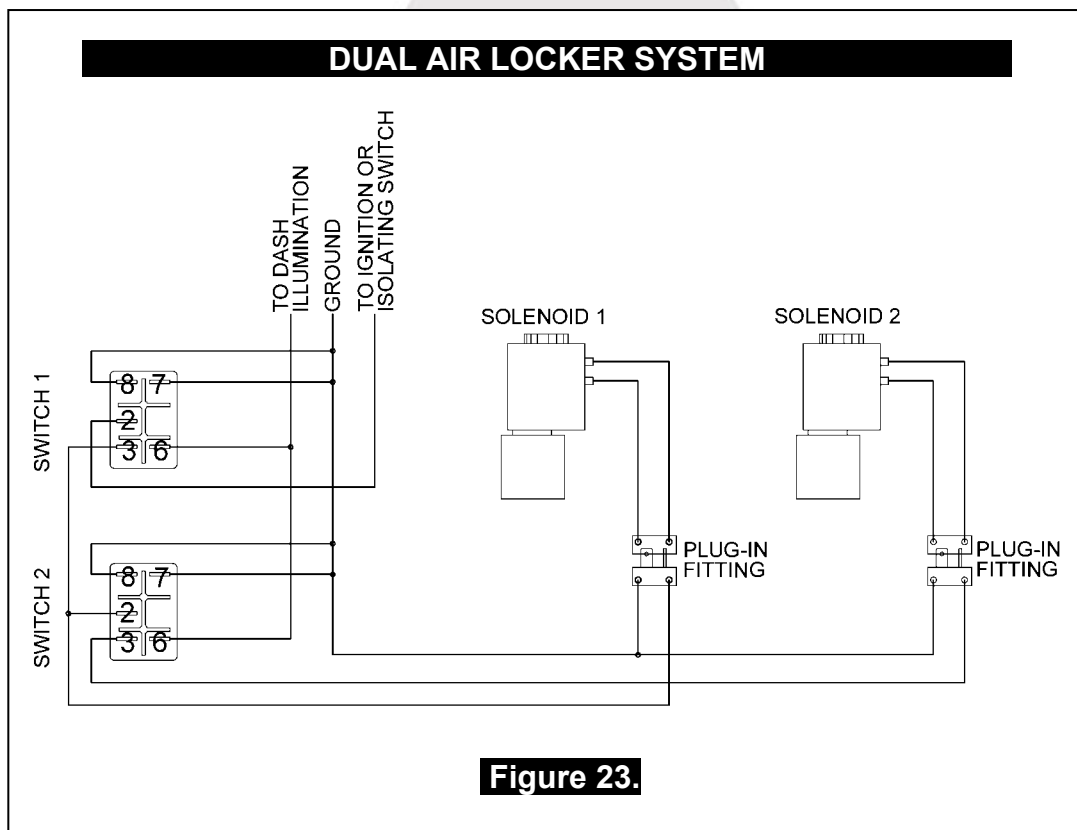 DUAL AIR LOCKER SYSTEM
TO DASH
ILLUMINATION
GROUND
TO IGNITION OR
ISOLATING SWITCH
SOLENOID 1
SOLENOID 2
SWITCH 1
8 7
2
3 6
SWITCH 2
8 7
2
3 6
PLUG-IN
FITTING
PLUG-IN
FITTING
Figure 23.